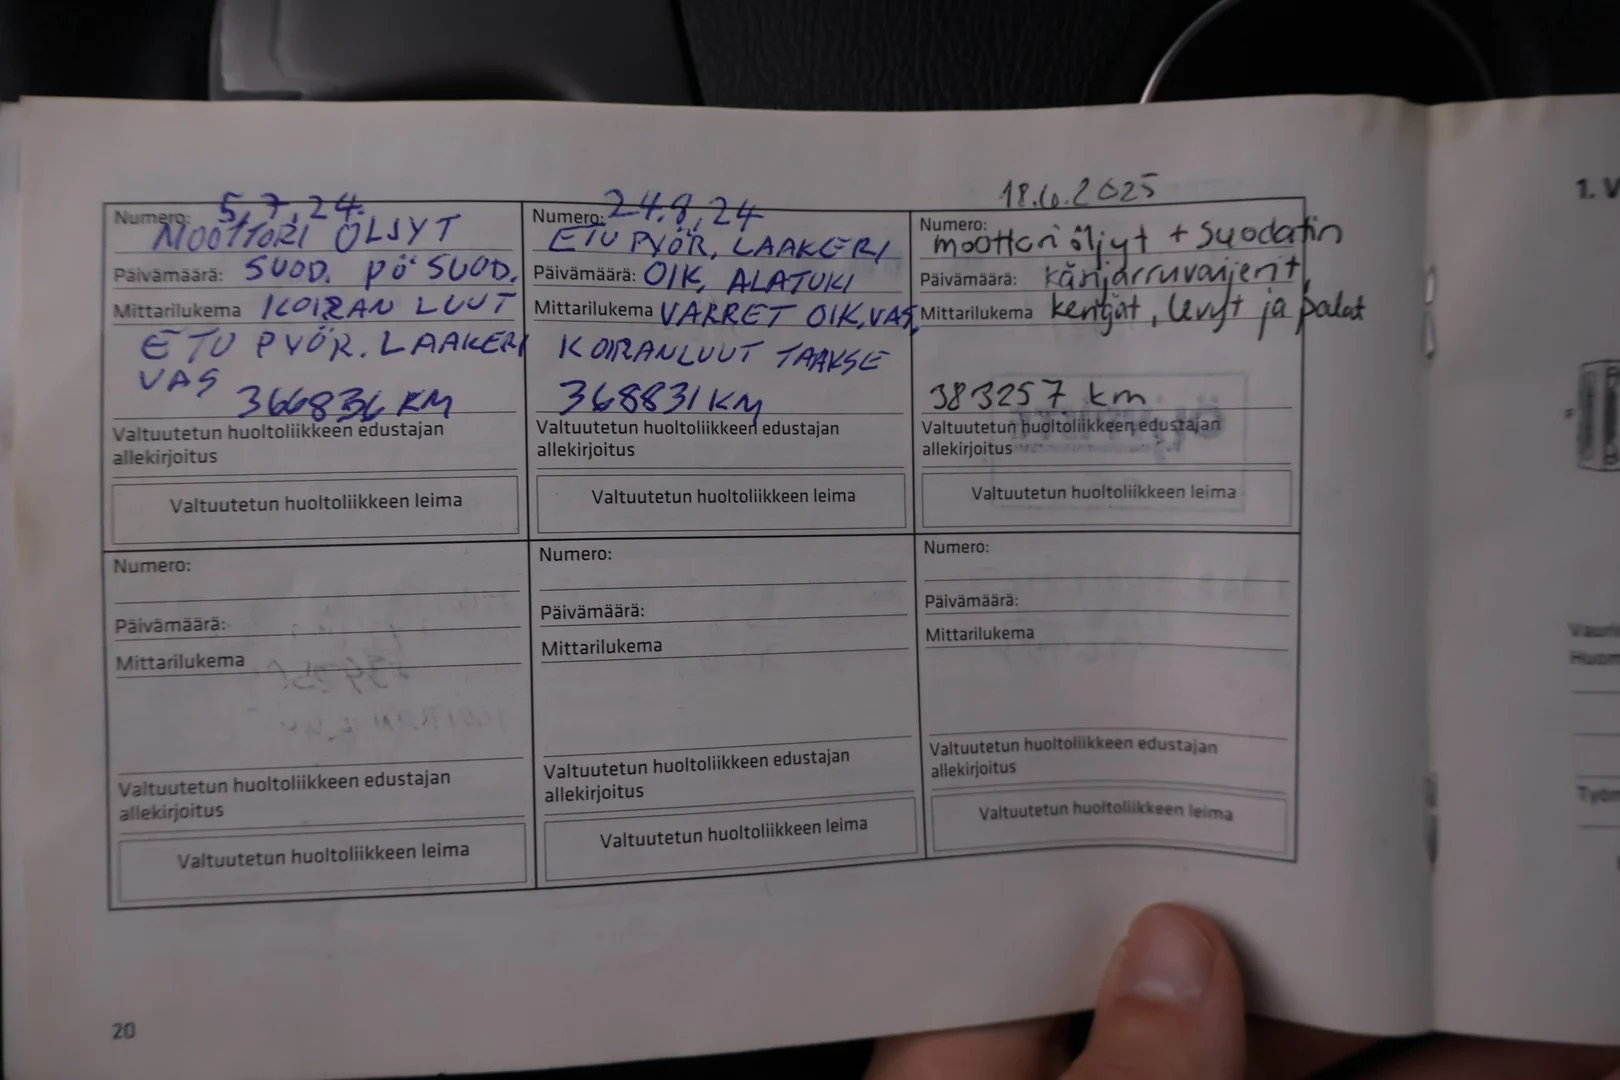 5.7.24.
Numero: MOOTTORI ÖLJYT
Päivämäärä: SUOD. PÖ SUOD.
Mittarilukema KOIRAN LUUT
ETU PYÖR. LAAKERI
VAS
366836 KM
Valtuutetun huoltoliikkeen edustajan
allekirjoitus
Valtuutetun huoltoliikkeen leima
24.8.24
Numero: ETU PYÖR. LAAKERI
Päivämäärä: OIK, ALATUKI
Mittarilukema VARRET OIK,VAS,
KOIRANLUUT TAAKSE
368831 KM
Valtuutetun huoltoliikkeen edustajan
allekirjoitus
Valtuutetun huoltoliikkeen leima
18.6.2025
Numero: moottoriöljyt + suodatin
Päivämäärä: käsijarruvaijerit,
Mittarilukema kengät, levyt ja palat
383257 km
Valtuutetun huoltoliikkeen edustajan
allekirjoitus
Valtuutetun huoltoliikkeen leima
Numero:
Päivämäärä:
Mittarilukema
Valtuutetun huoltoliikkeen edustajan
allekirjoitus
Valtuutetun huoltoliikkeen leima
Numero:
Päivämäärä:
Mittarilukema
Valtuutetun huoltoliikkeen edustajan
allekirjoitus
Valtuutetun huoltoliikkeen leima
Numero:
Päivämäärä:
Mittarilukema
Valtuutetun huoltoliikkeen edustajan
allekirjoitus
Valtuutetun huoltoliikkeen leima
20
1. V